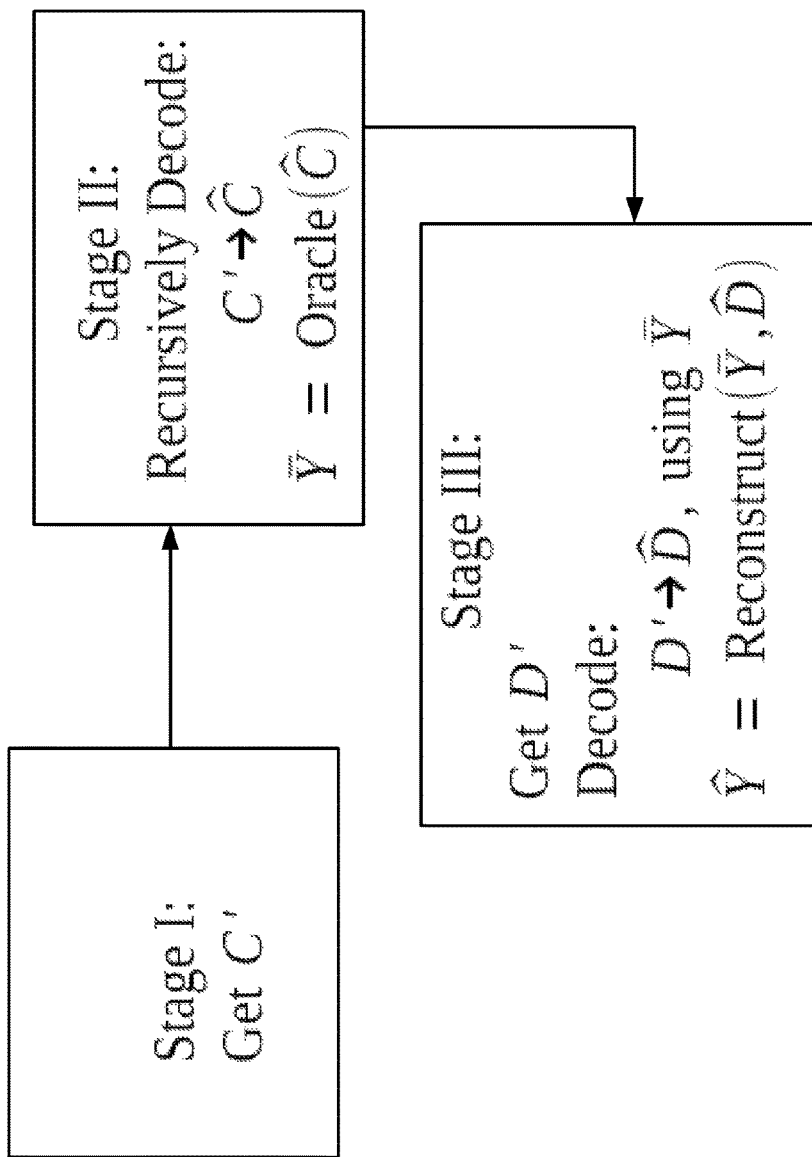 Stage I:
Get C'
Stage II:
Recursively Decode:
C'→Ĉ
Y̿ = Oracle(Ĉ)
Stage III:
Get D'
Decode:
D'→D̂, using Y̿
Ŷ = Reconstruct(Y̿,D̂)